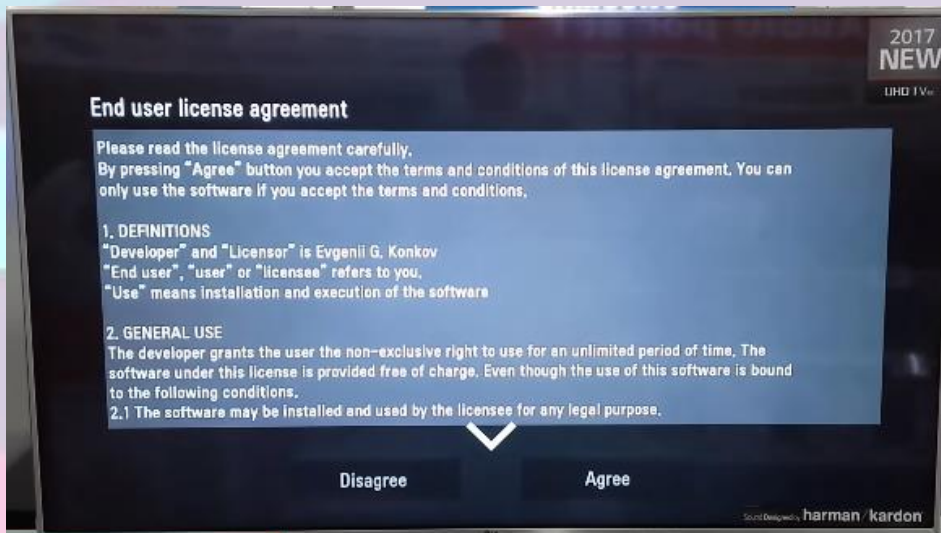 2017
NEW
UHD TV
End user license agreement
Please read the license agreement carefully.
By pressing "Agree" button you accept the terms and conditions of this license agreement. You can
only use the software if you accept the terms and conditions.
1. DEFINITIONS
"Developer" and "Licensor" is Evgenii G. Konkov
"End user", "user" or "licensee" refers to you.
"Use" means installation and execution of the software
2. GENERAL USE
The developer grants the user the non-exclusive right to use for an unlimited period of time. The
software under this license is provided free of charge. Even though the use of this software is bound
to the following conditions.
2.1 The software may be installed and used by the licensee for any legal purpose.
Disagree Agree
Sound Designed by harman/kardon